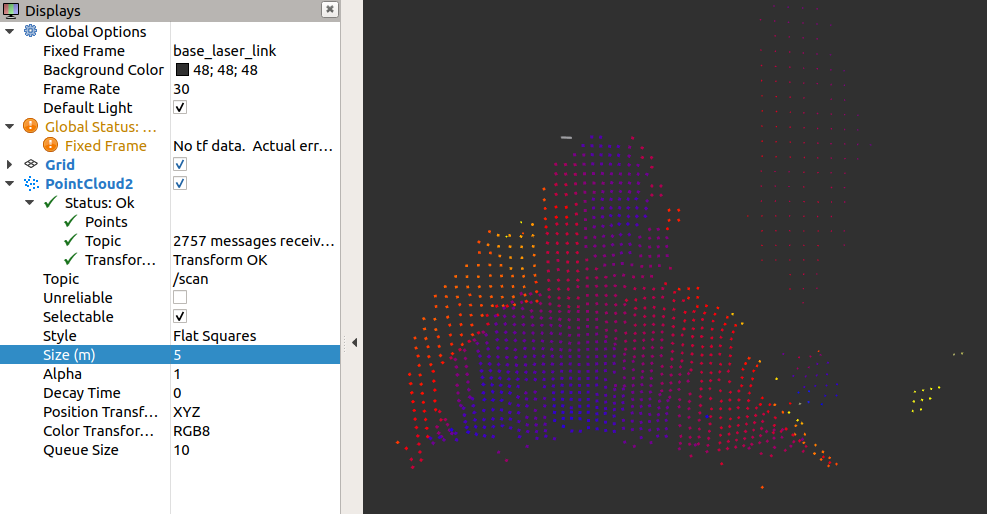 Displays
Global Options
Fixed Frame base_laser_link
Background Color 48; 48; 48
Frame Rate 30
Default Light
Global Status: ...
Fixed Frame No tf data. Actual err...
Grid
PointCloud2
Status: Ok
Points
Topic 2757 messages receiv...
Transfor... Transform OK
Topic /scan
Unreliable
Selectable
Style Flat Squares
Size (m) 5
Alpha 1
Decay Time 0
Position Transf... XYZ
Color Transfor... RGB8
Queue Size 10